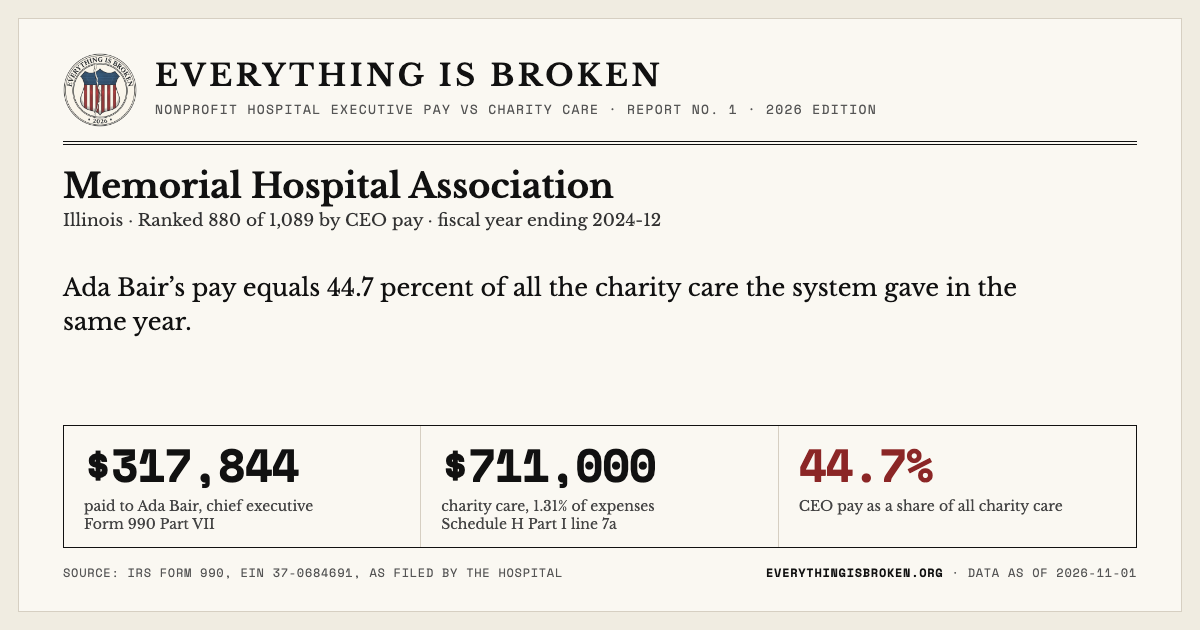 EVERYTHING IS BROKEN
· 2026 ·
EVERYTHING IS BROKEN
NONPROFIT HOSPITAL EXECUTIVE PAY VS CHARITY CARE · REPORT NO. 1 · 2026 EDITION
Memorial Hospital Association
Illinois · Ranked 880 of 1,089 by CEO pay · fiscal year ending 2024-12
Ada Bair’s pay equals 44.7 percent of all the charity care the system gave in the
same year.
$317,844
paid to Ada Bair, chief executive
Form 990 Part VII
$711,000
charity care, 1.31% of expenses
Schedule H Part I line 7a
44.7%
CEO pay as a share of all charity care
SOURCE: IRS FORM 990, EIN 37-0684691, AS FILED BY THE HOSPITAL
EVERYTHINGISBROKEN.ORG · DATA AS OF 2026-11-01